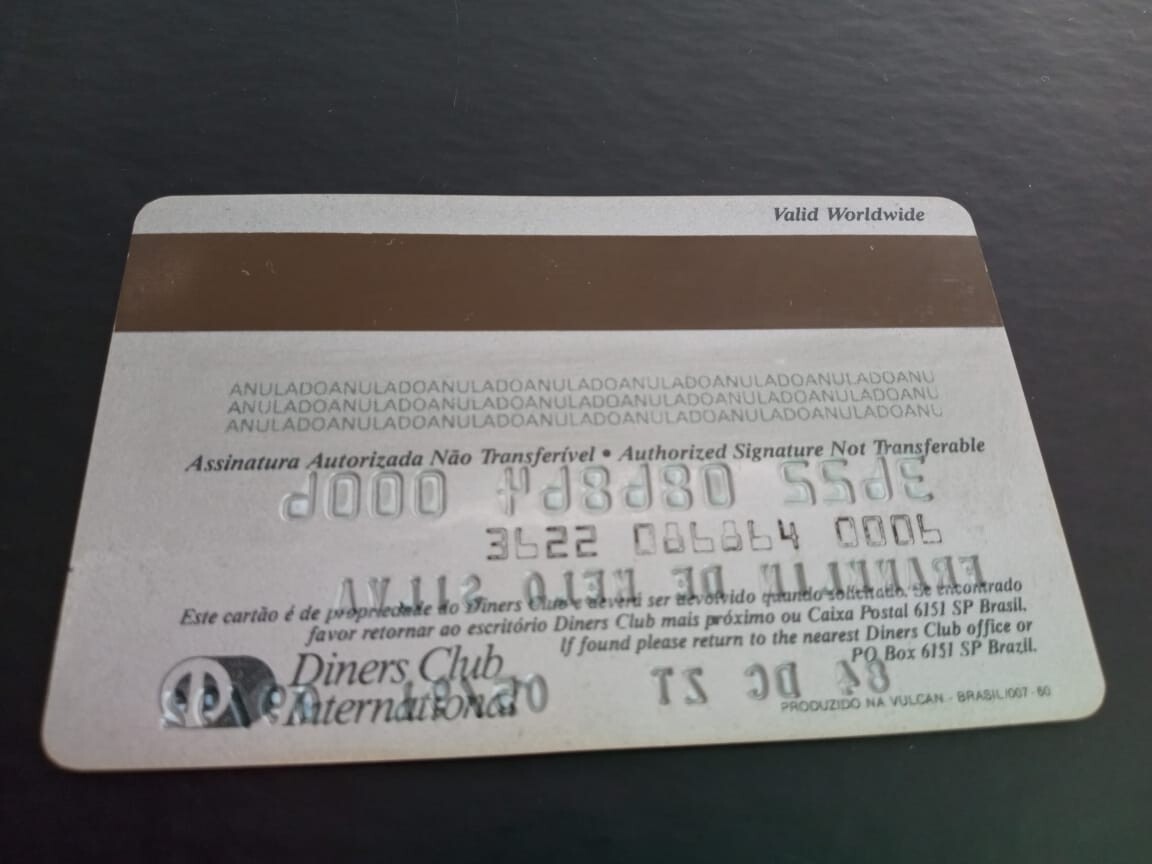 Valid Worldwide
ANULADOANULADOANULADOANULADOANULADOANULADOANULADOANU
ANULADOANULADOANULADOANULADOANULADOANULADOANULADOANU
ANULADOANULADOANULADOANULADOANULADOANULADOANULADOANU
Assinatura Autorizada Não Transferível • Authorized Signature Not Transferable
3622 086864 0006
Este cartão é de propriedade do Diners Club e deverá ser devolvido quando solicitado. Se encontrado
favor retornar ao escritório Diners Club mais próximo ou Caixa Postal 6151 SP Brasil.
If found please return to the nearest Diners Club office or
PO Box 6151 SP Brazil.
Diners Club
International
PRODUZIDO NA VULCAN - BRASIL/007-60